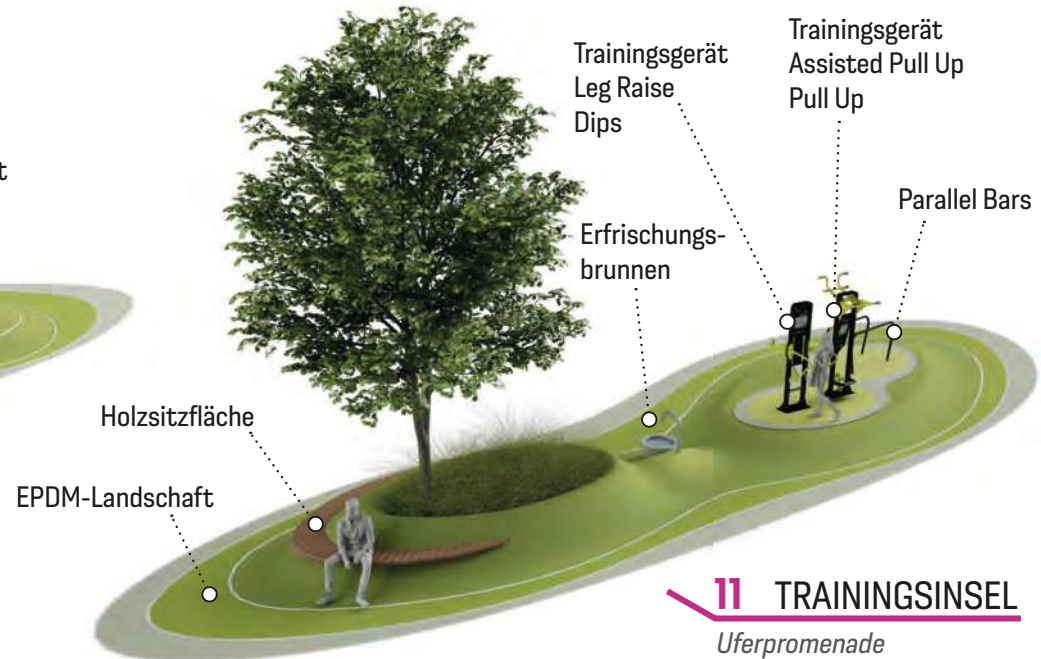 Trainingsgerät
Leg Raise
Dips
Trainingsgerät
Assisted Pull Up
Pull Up
Parallel Bars
Erfrischungs-
brunnen
Holzsitzfläche
EPDM-Landschaft
11 TRAININGSINSEL
Uferpromenade